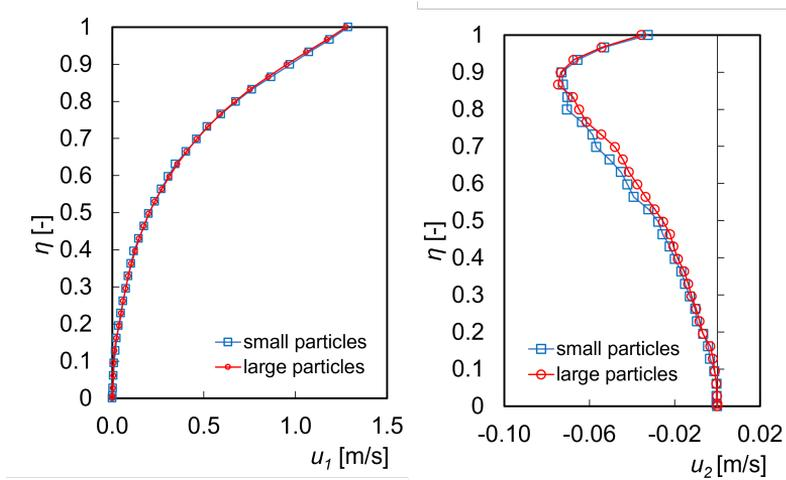 1
0.9
0.8
0.7
0.6
0.5
0.4
0.3
0.2
0.1
0
η [-]
small particles
large particles
0.0 0.5 1.0 1.5
u1 [m/s]
1
0.9
0.8
0.7
0.6
0.5
0.4
0.3
0.2
0.1
0
η [-]
small particles
large particles
-0.10 -0.06 -0.02 0.02
u2 [m/s]